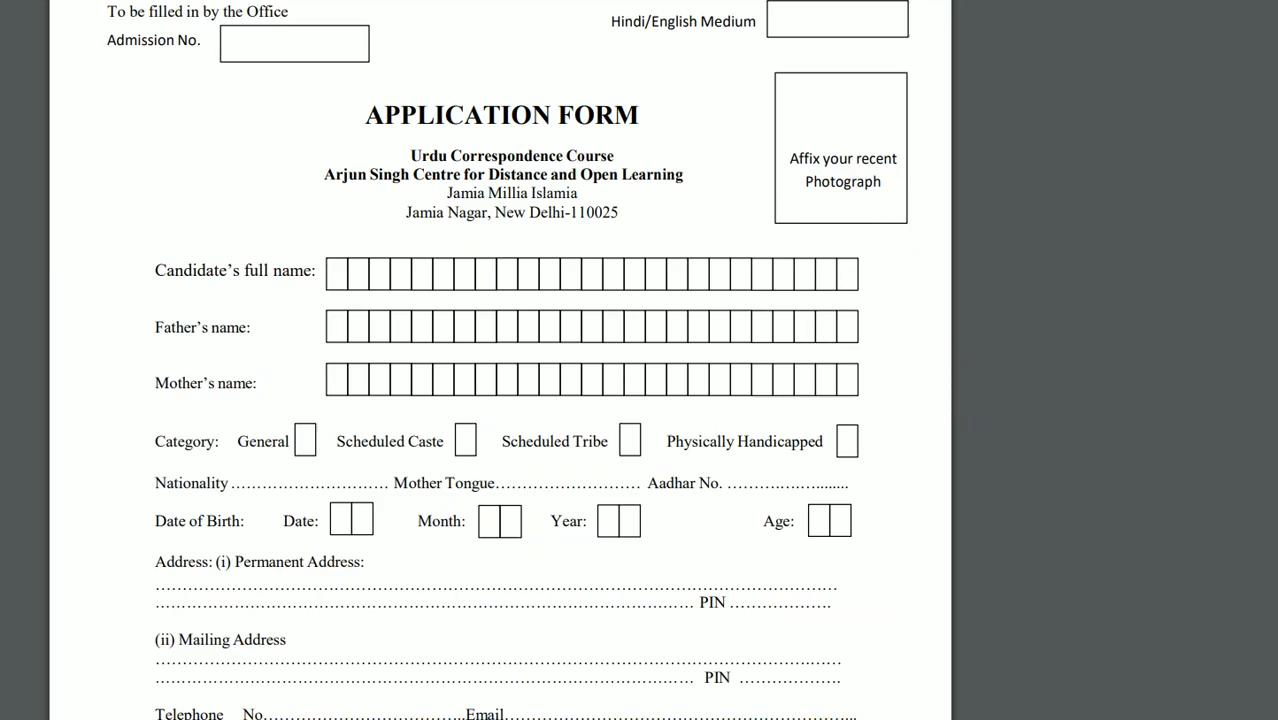 To be filled in by the Office
Hindi/English Medium
Admission No.
APPLICATION FORM
Affix your recent
Photograph
Urdu Correspondence Course
Arjun Singh Centre for Distance and Open Learning
Jamia Millia Islamia
Jamia Nagar, New Delhi-110025
Candidate's full name:
Father's name:
Mother's name:
Category: General Scheduled Caste Scheduled Tribe Physically Handicapped
Nationality ………………………… Mother Tongue……………………… Aadhar No. ……………........
Date of Birth: Date: Month: Year: Age:
Address: (i) Permanent Address:
………………………………………………………………………………………………………………
……………………………………………………………………………………… PIN ……………….
(ii) Mailing Address
………………………………………………………………………………………………………………
……………………………………………………………………………………… PIN ……………….
Telephone No.…………………………..Email……………………………………………………...